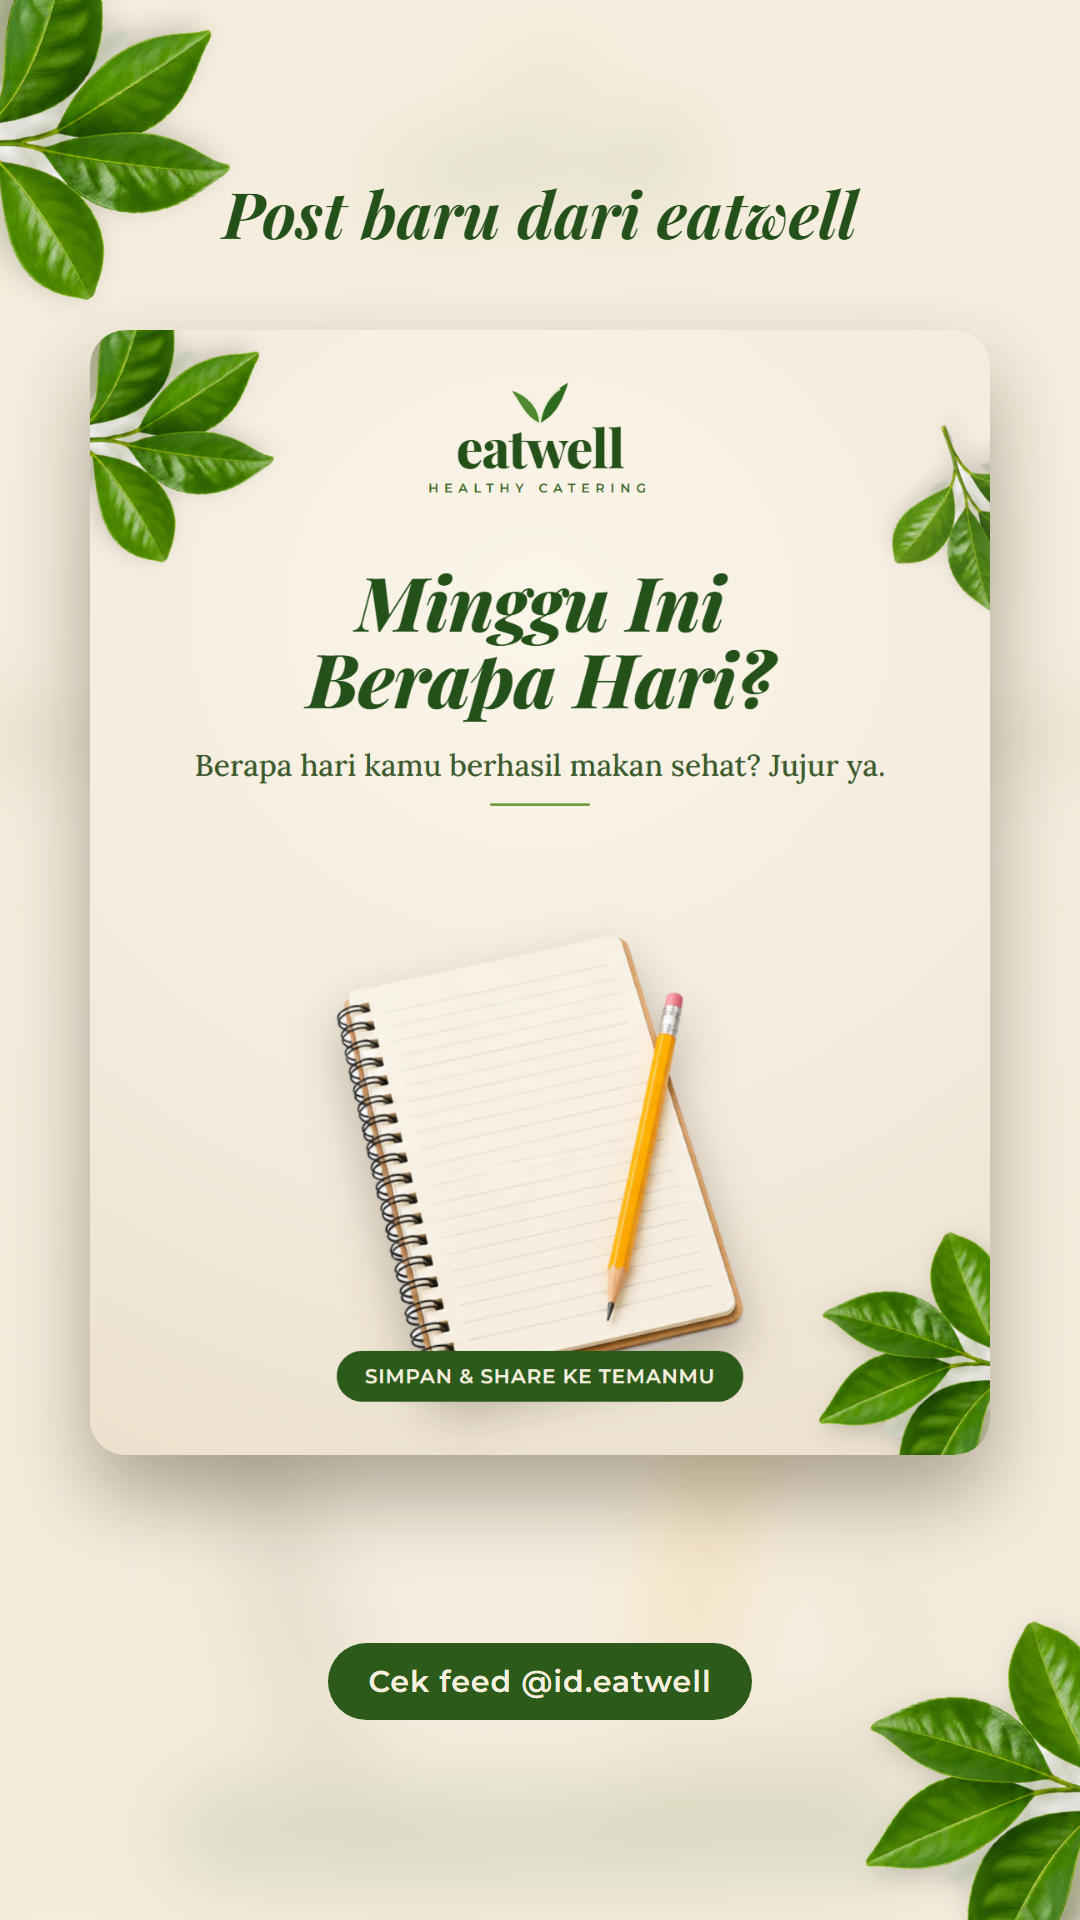 Post baru dari eatwell
eatwell
HEALTHY CATERING
Minggu Ini
Berapa Hari?
Berapa hari kamu berhasil makan sehat? Jujur ya.
SIMPAN & SHARE KE TEMANMU
Cek feed @id.eatwell